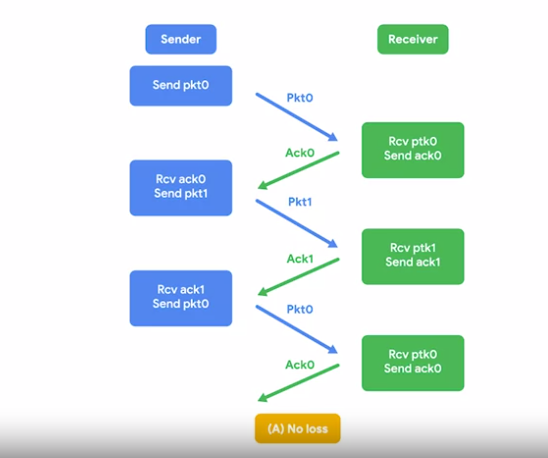 Sender
Receiver
Send pkt0
Pkt0
Rcv ptk0
Send ack0
Ack0
Rcv ack0
Send pkt1
Pkt1
Rcv ptk1
Send ack1
Ack1
Rcv ack1
Send pkt0
Pkt0
Rcv ptk0
Send ack0
Ack0
(A) No loss